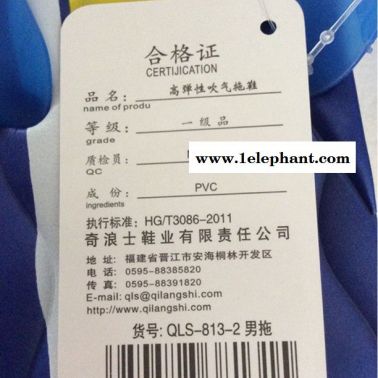 合格证
CERTIJICATION
品名： 高弹性吹气拖鞋
name of produ
等级： 一级品
grade
质检员：
QC
www.1elephant.com
成份： PVC
ingredients
执行标准：HG/T3086-2011
奇浪士鞋业有限责任公司
地址：福建省晋江市安海桐林开发区
电话：0595-88385820
传真：0595-88391820
E-mail: qls@qilangshi.com
http://www.qilangshi.com
货号：QLS-813-2 男拖